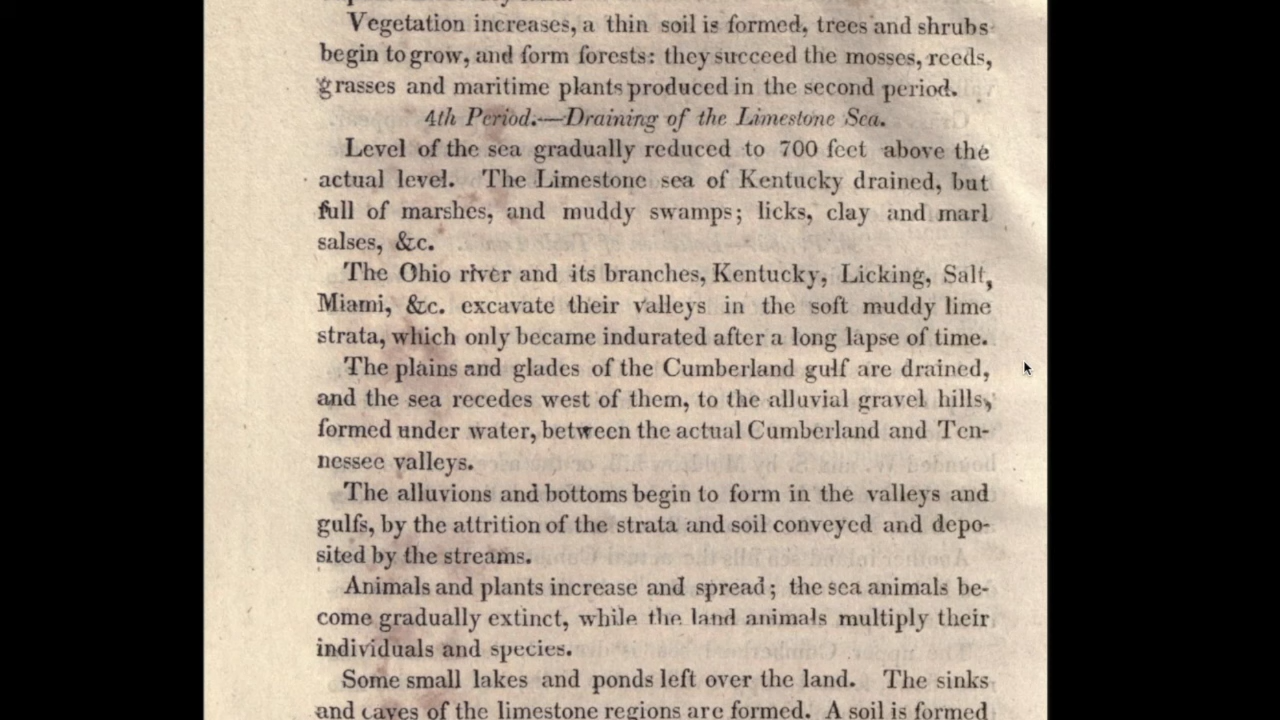 Vegetation increases, a thin soil is formed, trees and shrubs
begin to grow, and form forests: they succeed the mosses, reeds,
grasses and maritime plants produced in the second period.
4th Period.—Draining of the Limestone Sea.
Level of the sea gradually reduced to 700 feet above the
actual level. The Limestone sea of Kentucky drained, but
full of marshes, and muddy swamps; licks, clay and marl
salses, &c.
The Ohio river and its branches, Kentucky, Licking, Salt,
Miami, &c. excavate their valleys in the soft muddy lime
strata, which only became indurated after a long lapse of time.
The plains and glades of the Cumberland gulf are drained,
and the sea recedes west of them, to the alluvial gravel hills,
formed under water, between the actual Cumberland and Ten-
nessee valleys.
The alluvions and bottoms begin to form in the valleys and
gulfs, by the attrition of the strata and soil conveyed and depo-
sited by the streams.
Animals and plants increase and spread; the sea animals be-
come gradually extinct, while the land animals multiply their
individuals and species.
Some small lakes and ponds left over the land. The sinks
and caves of the limestone regions are formed. A soil is formed